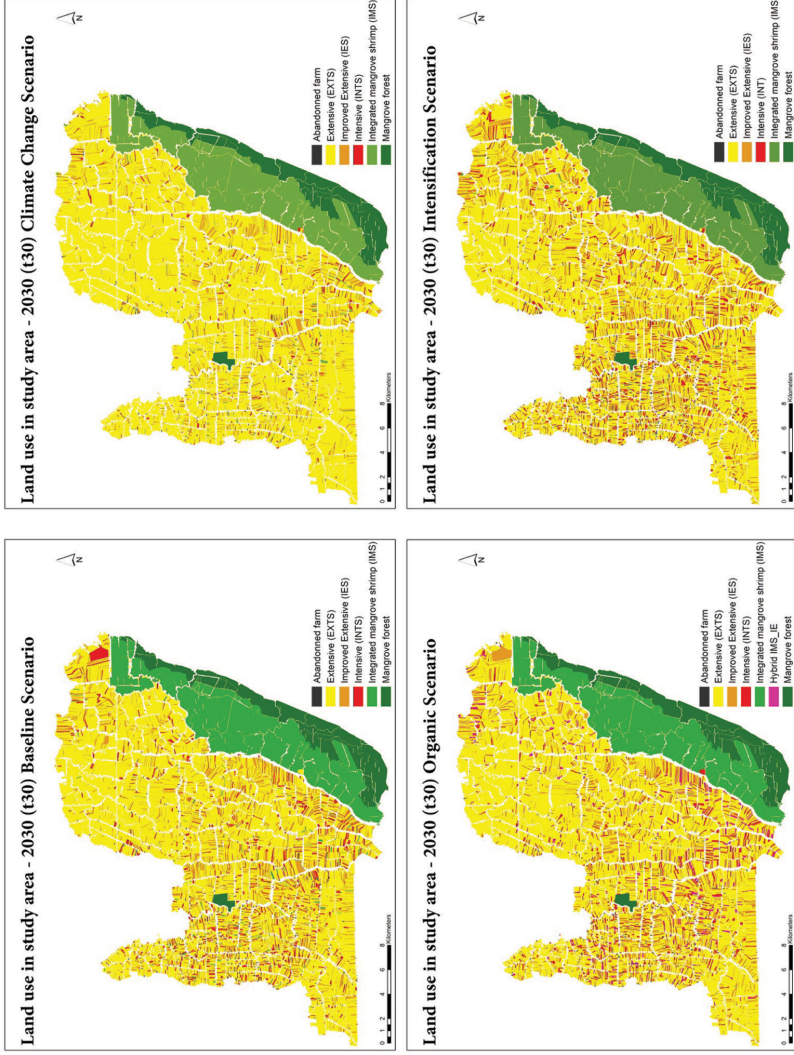 Land use in study area - 2030 (t30) Baseline Scenario
N
Abandonned farm
Extensive (EXTS)
Improved Extensive (IES)
Intensive (INTS)
Integrated mangrove shrimp (IMS)
Mangrove forest
0 1 2 4 6 8
Kilometers
Land use in study area - 2030 (t30) Climate Change Scenario
N
Abandonned farm
Extensive (EXTS)
Improved Extensive (IES)
Intensive (INTS)
Integrated mangrove shrimp (IMS)
Mangrove forest
0 1 2 4 6 8
Kilometers
Land use in study area - 2030 (t30) Organic Scenario
N
Abandonned farm
Extensive (EXTS)
Improved Extensive (IES)
Intensive (INTS)
Integrated mangrove shrimp (IMS)
Hybrid IMS_IE
Mangrove forest
0 1 2 4 6 8
Kilometers
Land use in study area - 2030 (t30) Intensification Scenario
N
Abandonned farm
Extensive (EXTS)
Improved Extensive (IES)
Intensive (INT)
Integrated mangrove shrimp (IMS)
Mangrove forest
0 1 2 4 6 8
Kilometers